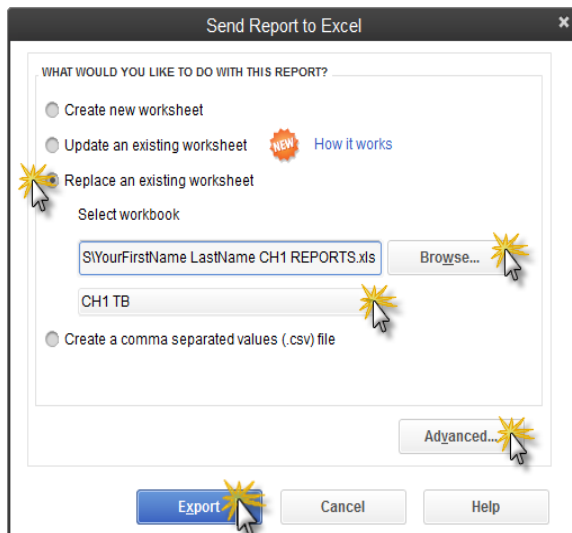 Send Report to Excel
×
WHAT WOULD YOU LIKE TO DO WITH THIS REPORT?
Create new worksheet
Update an existing worksheet NEW How it works
Replace an existing worksheet
Select workbook
S\YourFirstName LastName CH1 REPORTS.xls Browse...
CH1 TB
Create a comma separated values (.csv) file
Advanced...
Export Cancel Help